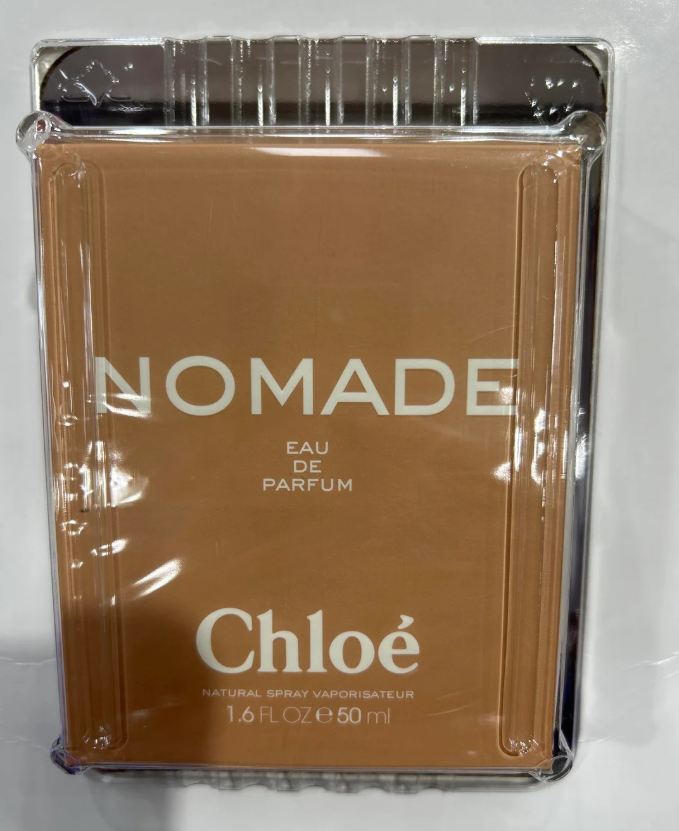 NOMADE
EAU
DE
PARFUM
Chloé
NATURAL SPRAY VAPORISATEUR
1.6 FL OZ ℮ 50 ml